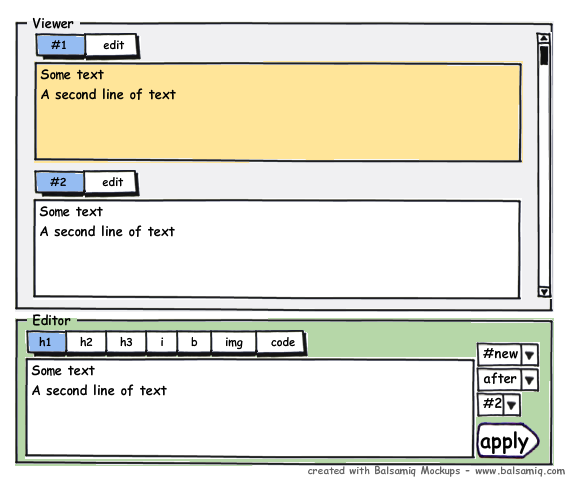 Viewer
#1 edit
Some text
A second line of text
#2 edit
Some text
A second line of text
Editor
h1 h2 h3 i b img code
Some text
A second line of text
#new
after
#2
apply
created with Balsamiq Mockups - www.balsamiq.com